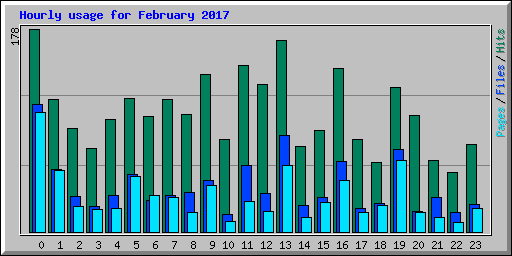 Hourly usage for February 2017
178
Pages/Files/Hits
0 1 2 3 4 5 6 7 8 9 10 11 12 13 14 15 16 17 18 19 20 21 22 23